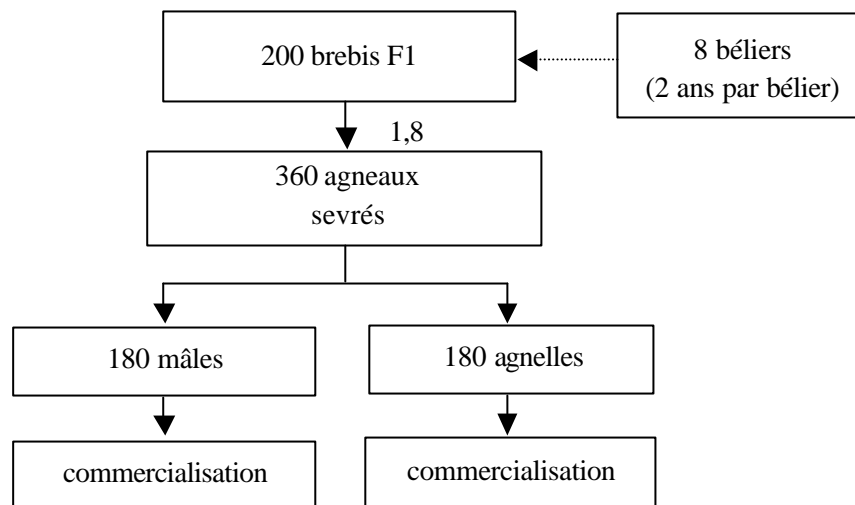 200 brebis F1
8 béliers
(2 ans par bélier)
1,8
360 agneaux
sevrés
180 mâles
180 agnelles
commercialisation
commercialisation